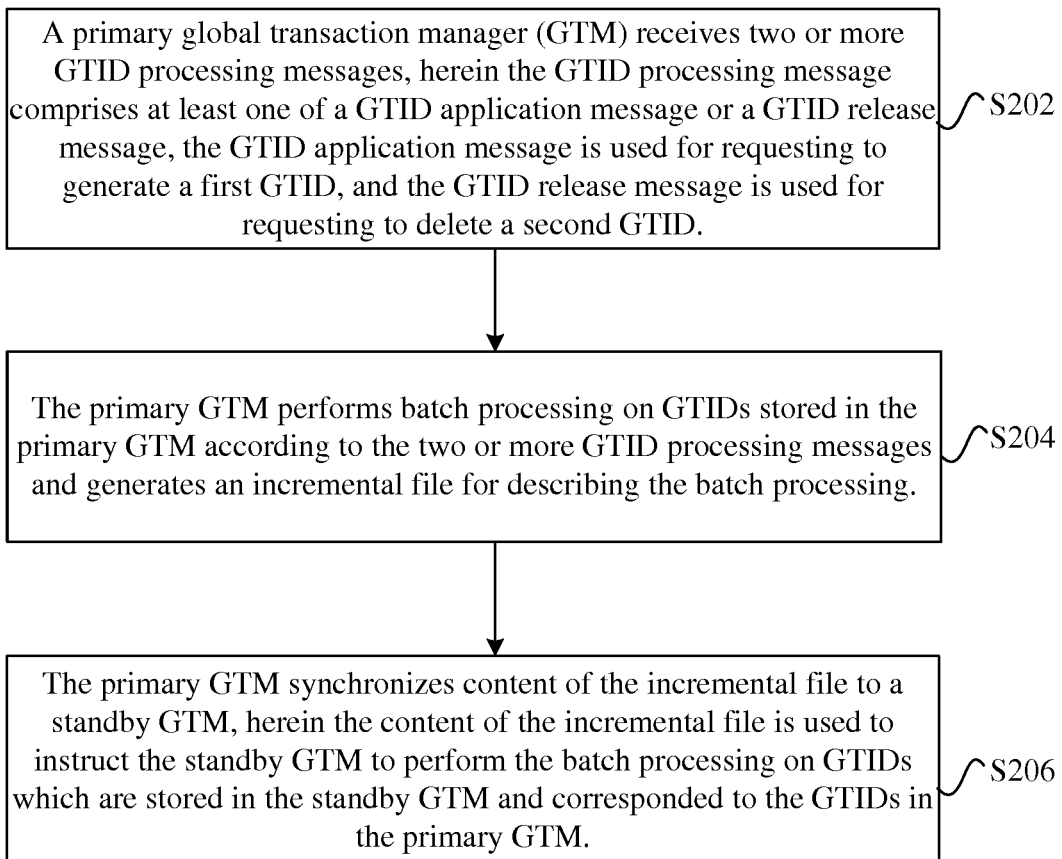 A primary global transaction manager (GTM) receives two or more
GTID processing messages, herein the GTID processing message
comprises at least one of a GTID application message or a GTID release
message, the GTID application message is used for requesting to
generate a first GTID, and the GTID release message is used for
requesting to delete a second GTID.
S202
The primary GTM performs batch processing on GTIDs stored in the
primary GTM according to the two or more GTID processing messages
and generates an incremental file for describing the batch processing.
S204
The primary GTM synchronizes content of the incremental file to a
standby GTM, herein the content of the incremental file is used to
instruct the standby GTM to perform the batch processing on GTIDs
which are stored in the standby GTM and corresponded to the GTIDs in
the primary GTM.
S206